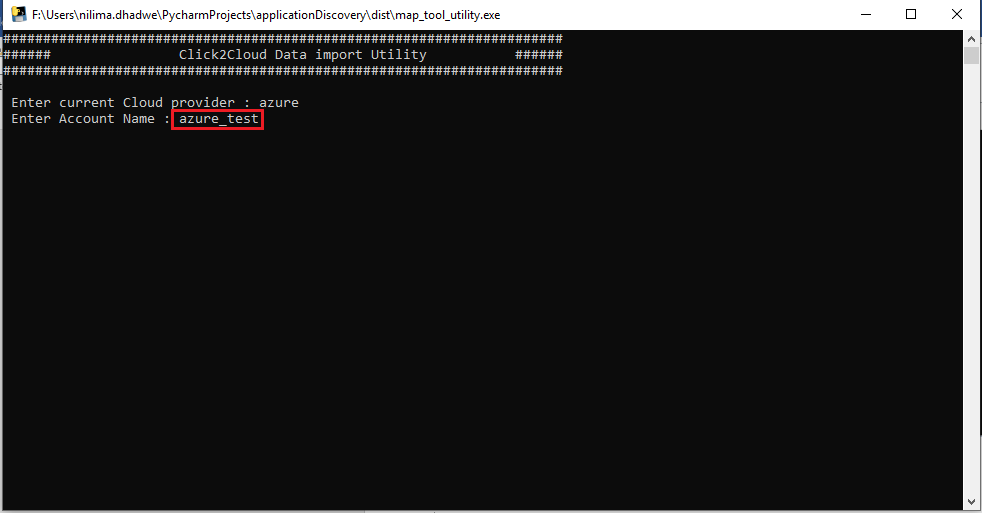 F:\Users\nilima.dhadwe\PycharmProjects\applicationDiscovery\dist\map_tool_utility.exe
######################################################################
######                Click2Cloud Data import Utility           ######
######################################################################
Enter current Cloud provider : azure
Enter Account Name : azure_test